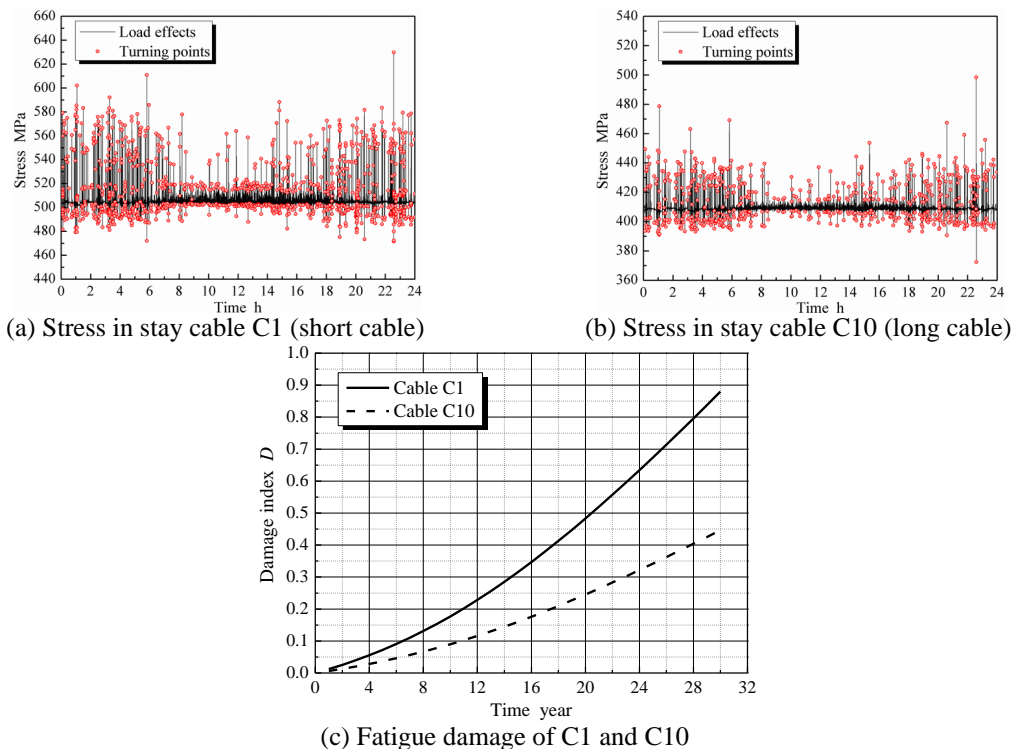 Load effects
Turning points
Stress MPa
660
640
620
600
580
560
540
520
500
480
460
440
0 2 4 6 8 10 12 14 16 18 20 22 24
Time h
(a) Stress in stay cable C1 (short cable)
Load effects
Turning points
Stress MPa
540
520
500
480
460
440
420
400
380
360
0 2 4 6 8 10 12 14 16 18 20 22 24
Time h
(b) Stress in stay cable C10 (long cable)
Cable C1
Cable C10
Damage index D
1.0
0.9
0.8
0.7
0.6
0.5
0.4
0.3
0.2
0.1
0.0
0 4 8 12 16 20 24 28 32
Time year
(c) Fatigue damage of C1 and C10